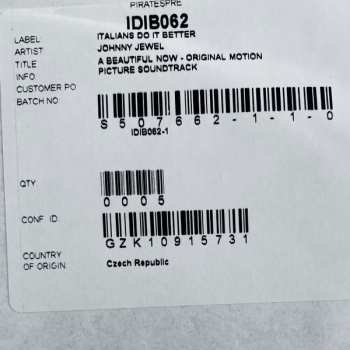 PIRATESPRE
IDIB062
LABEL ITALIANS DO IT BETTER
ARTIST JOHNNY JEWEL
TITLE A BEAUTIFUL NOW - ORIGINAL MOTION
INFO PICTURE SOUNDTRACK
CUSTOMER PO
BATCH NO
S507662-1-1-0
IDIB062-1
QTY
0005
CONF. ID.
GZK10915731
COUNTRY
OF ORIGIN Czech Republic